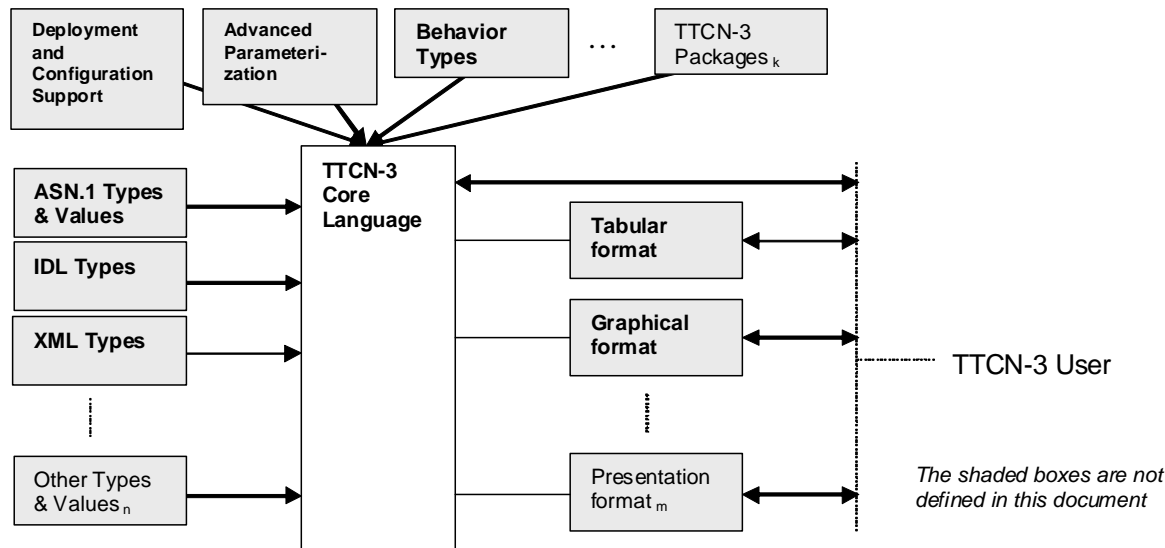 Deployment
and
Configuration
Support
Advanced
Parameteri-
zation
Behavior
Types
...
TTCN-3
Packages k
TTCN-3
Core
Language
ASN.1 Types
& Values
IDL Types
XML Types
Other Types
& Values n
Tabular
format
Graphical
format
Presentation
format m
TTCN-3 User
The shaded boxes are not
defined in this document